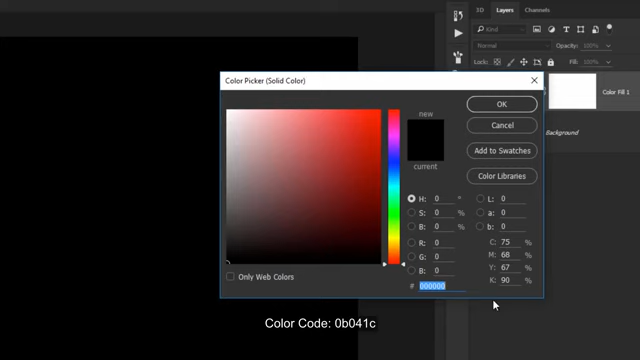 3D Layers Channels
Kind
Normal Opacity: 100%
Lock: Fill: 100%
Color Picker (Solid Color)
new
current
OK
Cancel
Add to Swatches
Color Libraries
H: 0 °
S: 0 %
B: 0 %
R: 0
G: 0
B: 0
# 000000
L: 0
a: 0
b: 0
C: 75 %
M: 68 %
Y: 67 %
K: 90 %
Only Web Colors
Color Fill 1
Background
Color Code: 0b041c